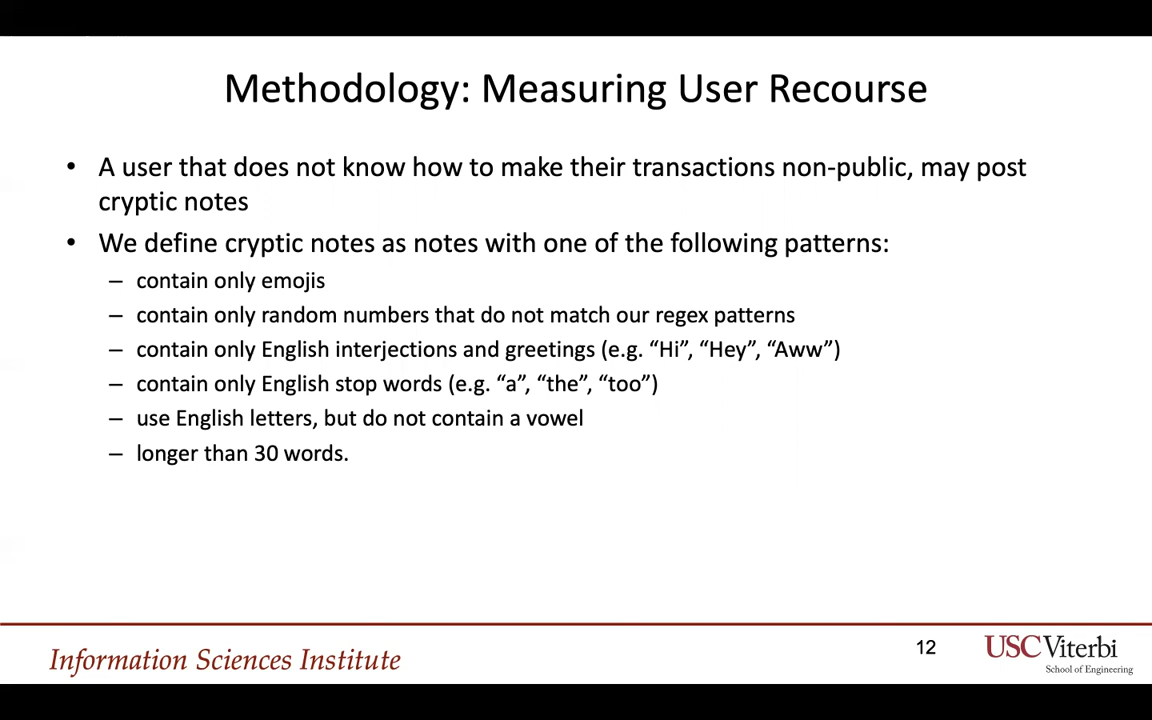 Methodology: Measuring User Recourse
• A user that does not know how to make their transactions non-public, may post
cryptic notes
• We define cryptic notes as notes with one of the following patterns:
– contain only emojis
– contain only random numbers that do not match our regex patterns
– contain only English interjections and greetings (e.g. “Hi”, “Hey”, “Aww”)
– contain only English stop words (e.g. “a”, “the”, “too”)
– use English letters, but do not contain a vowel
– longer than 30 words.
Information Sciences Institute
12
USC Viterbi
School of Engineering